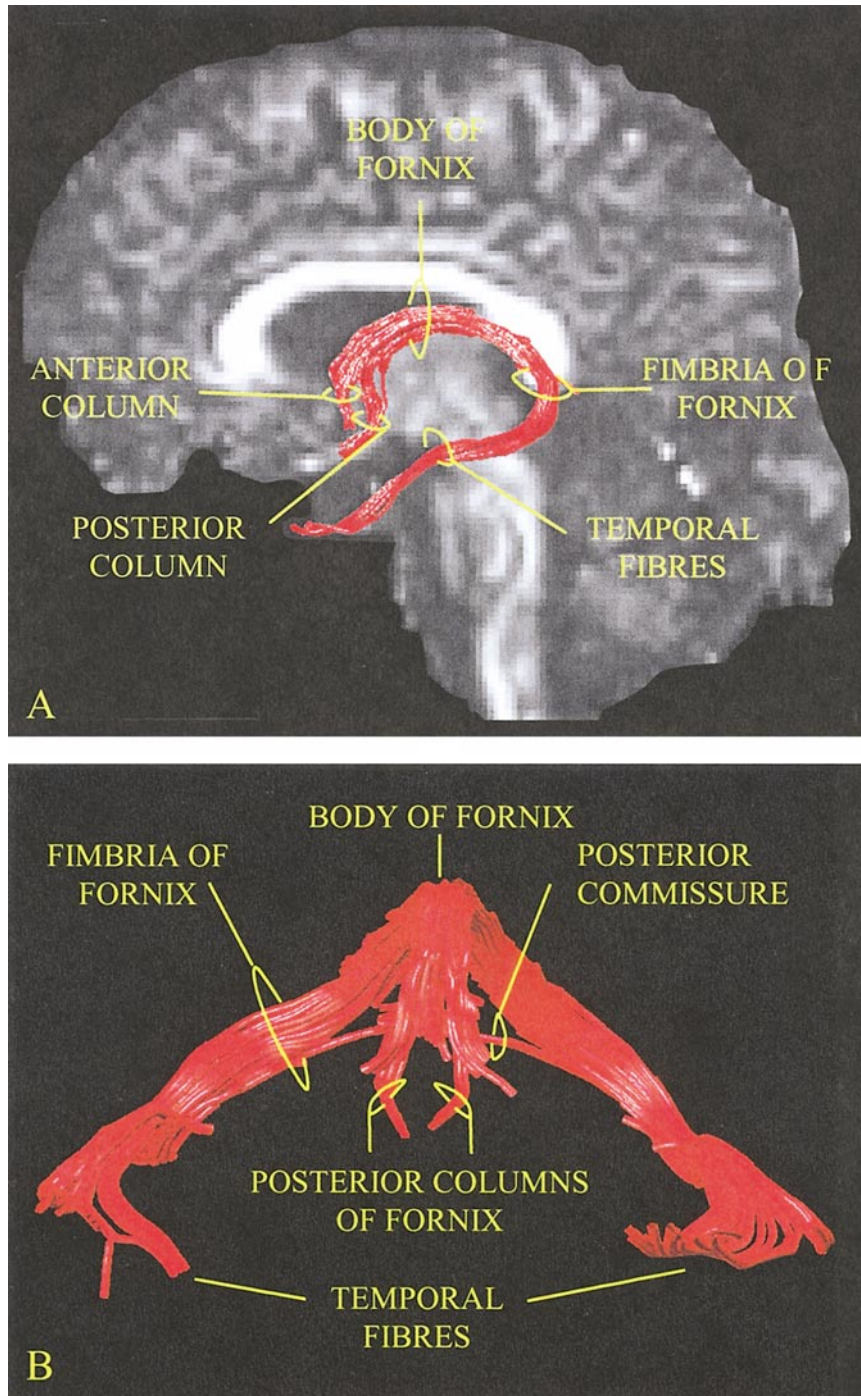 BODY OF
FORNIX
ANTERIOR
COLUMN
FIMBRIA O F
FORNIX
POSTERIOR
COLUMN
TEMPORAL
FIBRES
A
BODY OF FORNIX
FIMBRIA OF
FORNIX
POSTERIOR
COMMISSURE
POSTERIOR COLUMNS
OF FORNIX
TEMPORAL
FIBRES
B